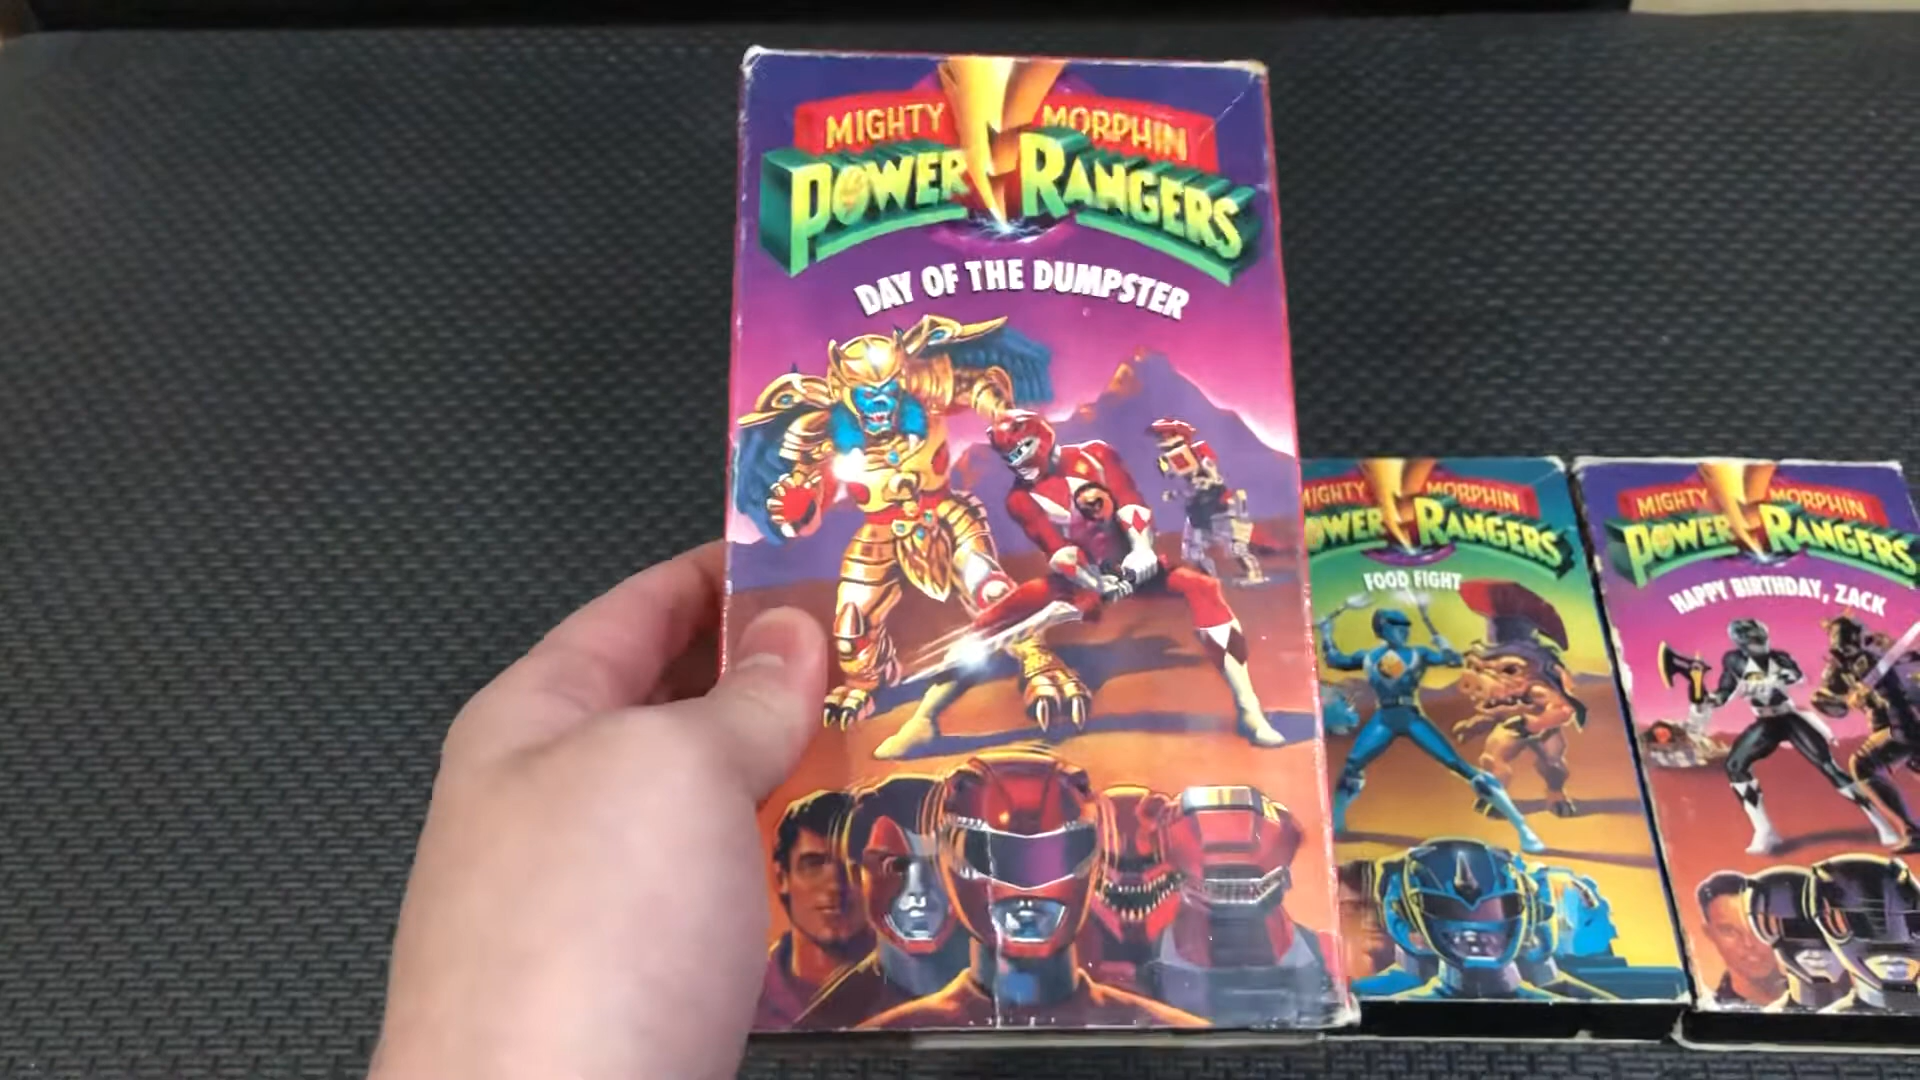 MIGHTY MORPHIN
POWER RANGERS
DAY OF THE DUMPSTER
MIGHTY MORPHIN
OWER RANGERS
FOOD FIGHT
MIGHTY MORPHIN
POWER RANGERS
HAPPY BIRTHDAY, ZACK